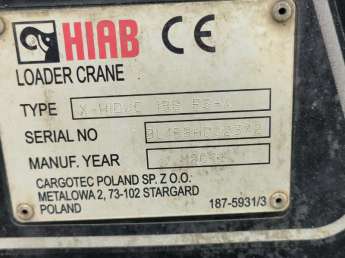 HIAB CE
LOADER CRANE
TYPE
SERIAL NO
MANUF. YEAR
CARGOTEC POLAND SP. Z O.O.
METALOWA 2, 73-102 STARGARD
POLAND 187-5931/3